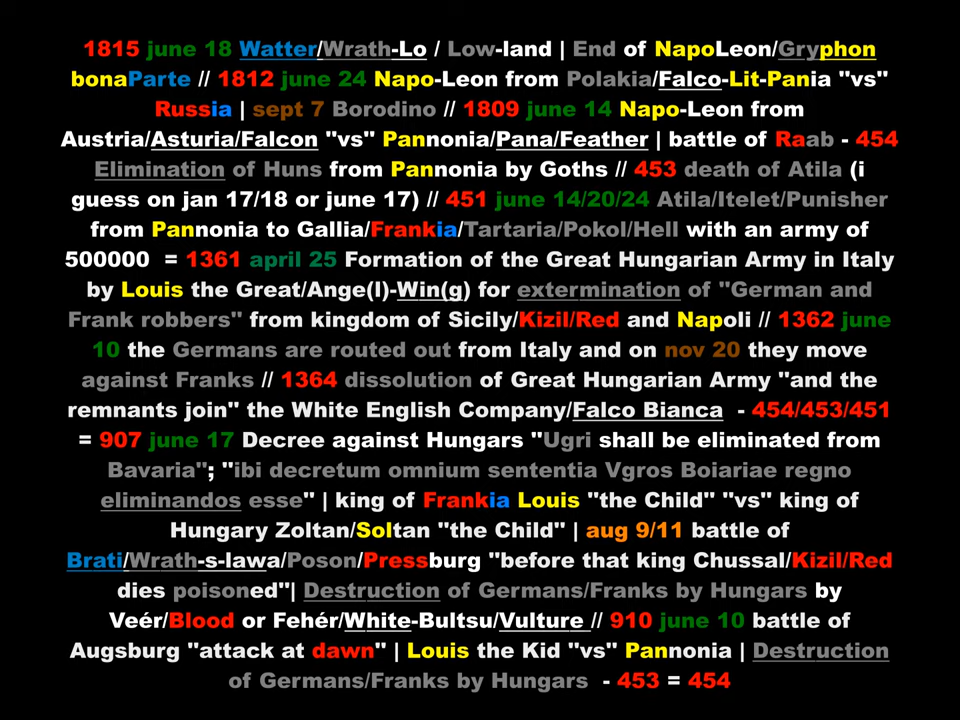 1815 june 18 Watter/Wrath-Lo / Low-land | End of NapoLeon/Gryphon
bonaParte // 1812 june 24 Napo-Leon from Polakia/Falco-Lit-Pania "vs"
Russia | sept 7 Borodino // 1809 june 14 Napo-Leon from
Austria/Asturia/Falcon "vs" Pannonia/Pana/Feather | battle of Raab - 454
Elimination of Huns from Pannonia by Goths // 453 death of Atila (i
guess on jan 17/18 or june 17) // 451 june 14/20/24 Atila/Itelet/Punisher
from Pannonia to Gallia/Frankia/Tartaria/Pokol/Hell with an army of
500000 = 1361 april 25 Formation of the Great Hungarian Army in Italy
by Louis the Great/Ange(l)-Win(g) for extermination of "German and
Frank robbers" from kingdom of Sicily/Kizil/Red and Napoli // 1362 june
10 the Germans are routed out from Italy and on nov 20 they move
against Franks // 1364 dissolution of Great Hungarian Army "and the
remnants join" the White English Company/Falco Bianca - 454/453/451
= 907 june 17 Decree against Hungars "Ugri shall be eliminated from
Bavaria"; "ibi decretum omnium sententia Vgros Boiariae regno
eliminandos esse" | king of Frankia Louis "the Child" "vs" king of
Hungary Zoltan/Soltan "the Child" | aug 9/11 battle of
Brati/Wrath-s-lawa/Poson/Pressburg "before that king Chussal/Kizil/Red
dies poisoned"| Destruction of Germans/Franks by Hungars by
Veér/Blood or Fehér/White-Bultsu/Vulture // 910 june 10 battle of
Augsburg "attack at dawn" | Louis the Kid "vs" Pannonia | Destruction
of Germans/Franks by Hungars - 453 = 454